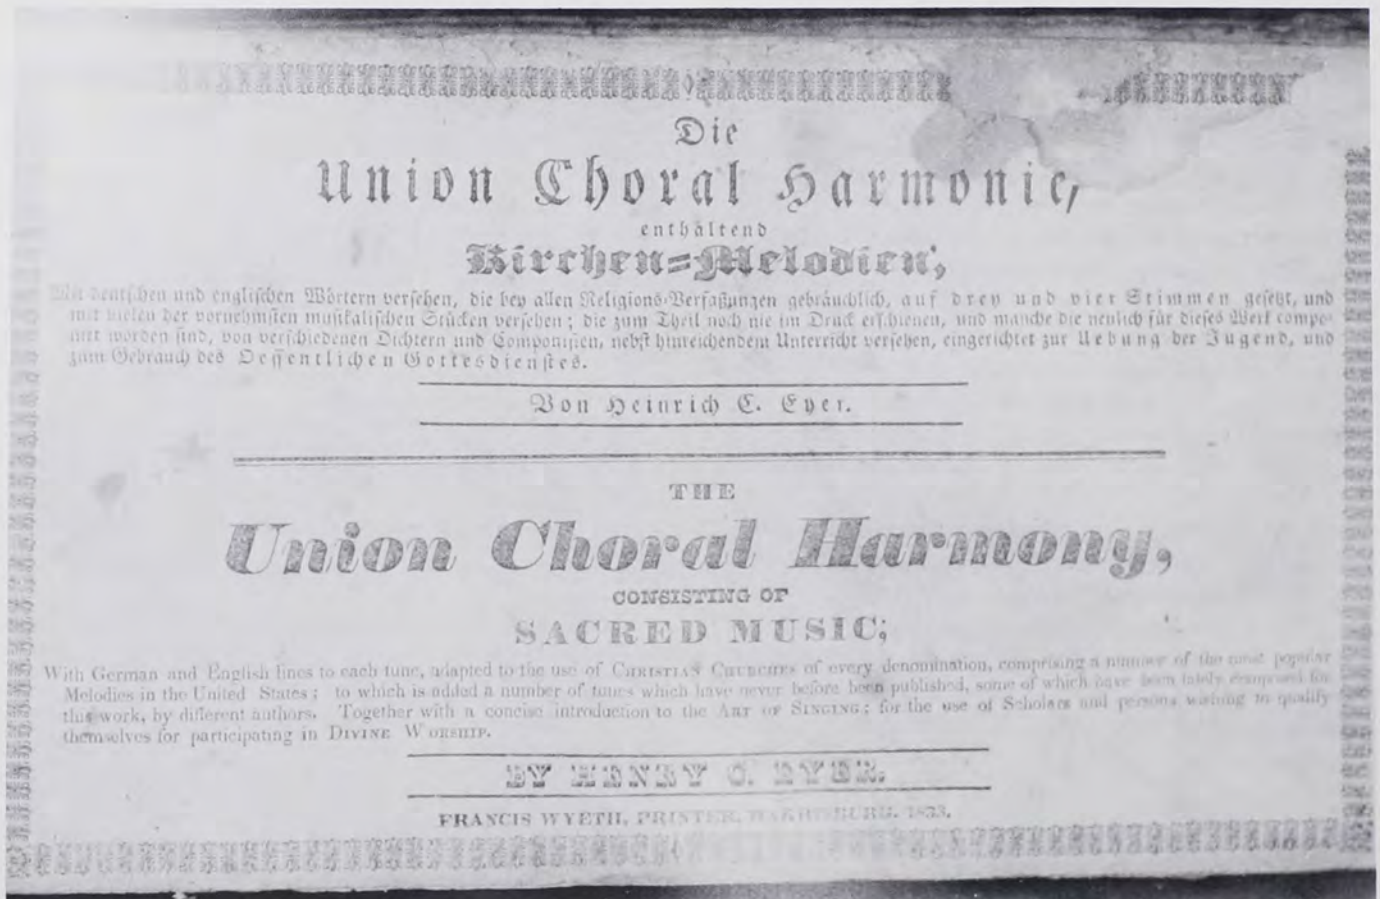 Die
Union Choral Harmonie,
enthaltend
Kirchen=Melodien,
Mit deutschen und englischen Wörtern versehen, die bey allen Religions-Verfaßungen gebräuchlich, auf drey und vier Stimmen gesetzt, und
mit vielen der vornehmsten musikalischen Stücken versehen; die zum Theil noch nie im Druck erschienen, und manche die neulich für dieses Werk compo-
nirt worden sind, von verschiedenen Dichtern und Componisten, nebst hinreichendem Unterricht versehen, eingerichtet zur Uebung der Jugend, und
zum Gebrauch des Oeffentlichen Gottesdienstes.
Von Heinrich C. Eyer.
THE
Union Choral Harmony,
CONSISTING OF
SACRED MUSIC;
With German and English lines to each tune, adapted to the use of CHRISTIAN CHURCHES of every denomination, comprising a number of the most popular
Melodies in the United States; to which is added a number of tunes which have never before been published, some of which have been lately composed for
this work, by different authors. Together with a concise introduction to the ART OF SINGING; for the use of Scholars and persons wishing to qualify
themselves for participating in DIVINE WORSHIP.
BY HENRY C. EYER.
FRANCIS WYETH, PRINTER, HARRISBURG. 1833.